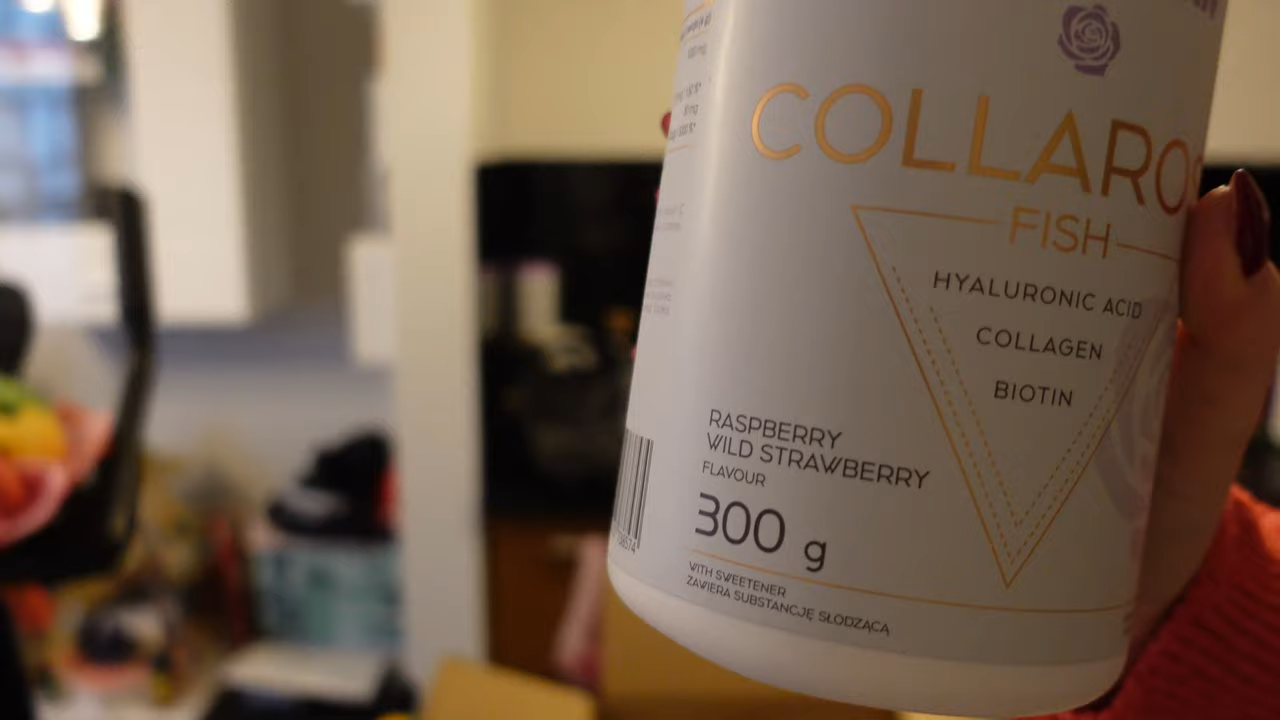 COLLARO
FISH
HYALURONIC ACID
COLLAGEN
BIOTIN
RASPBERRY
WILD STRAWBERRY
FLAVOUR
300 g
WITH SWEETENER
ZAWIERA SUBSTANCJĘ SŁODZĄCĄ